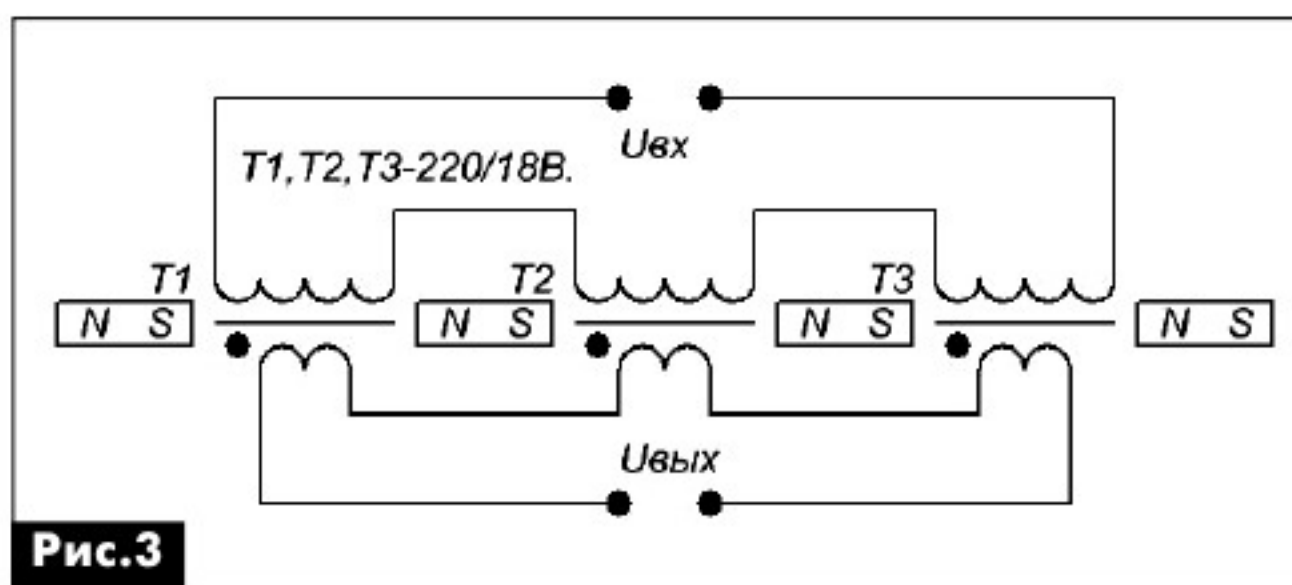 Uвх
T1,T2,T3-220/18В.
T1 T2 T3
N S N S N S N S
Uвых
Рис.3